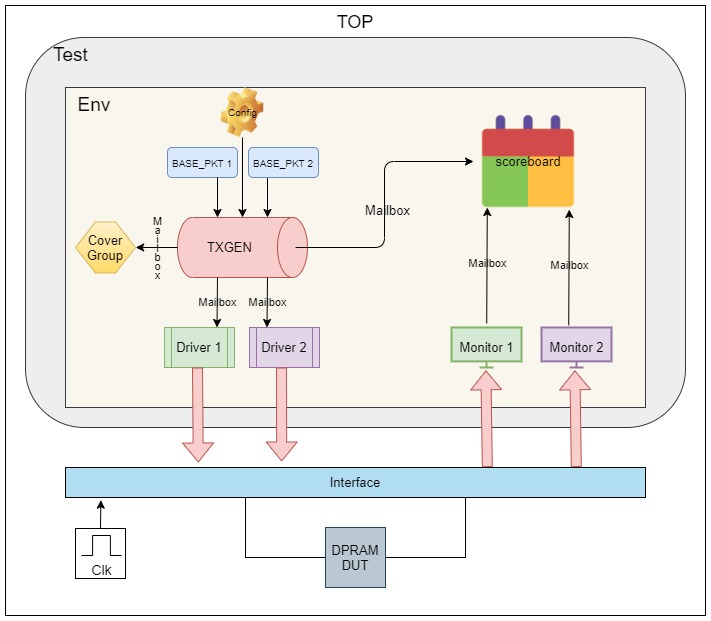 TOP
Test
Env
Config
BASE_PKT 1
BASE_PKT 2
scoreboard
Mailbox
Mailbox
Cover
Group
TXGEN
Mailbox
Mailbox
Mailbox
Mailbox
Driver 1
Driver 2
Monitor 1
Monitor 2
Interface
DPRAM
DUT
Clk